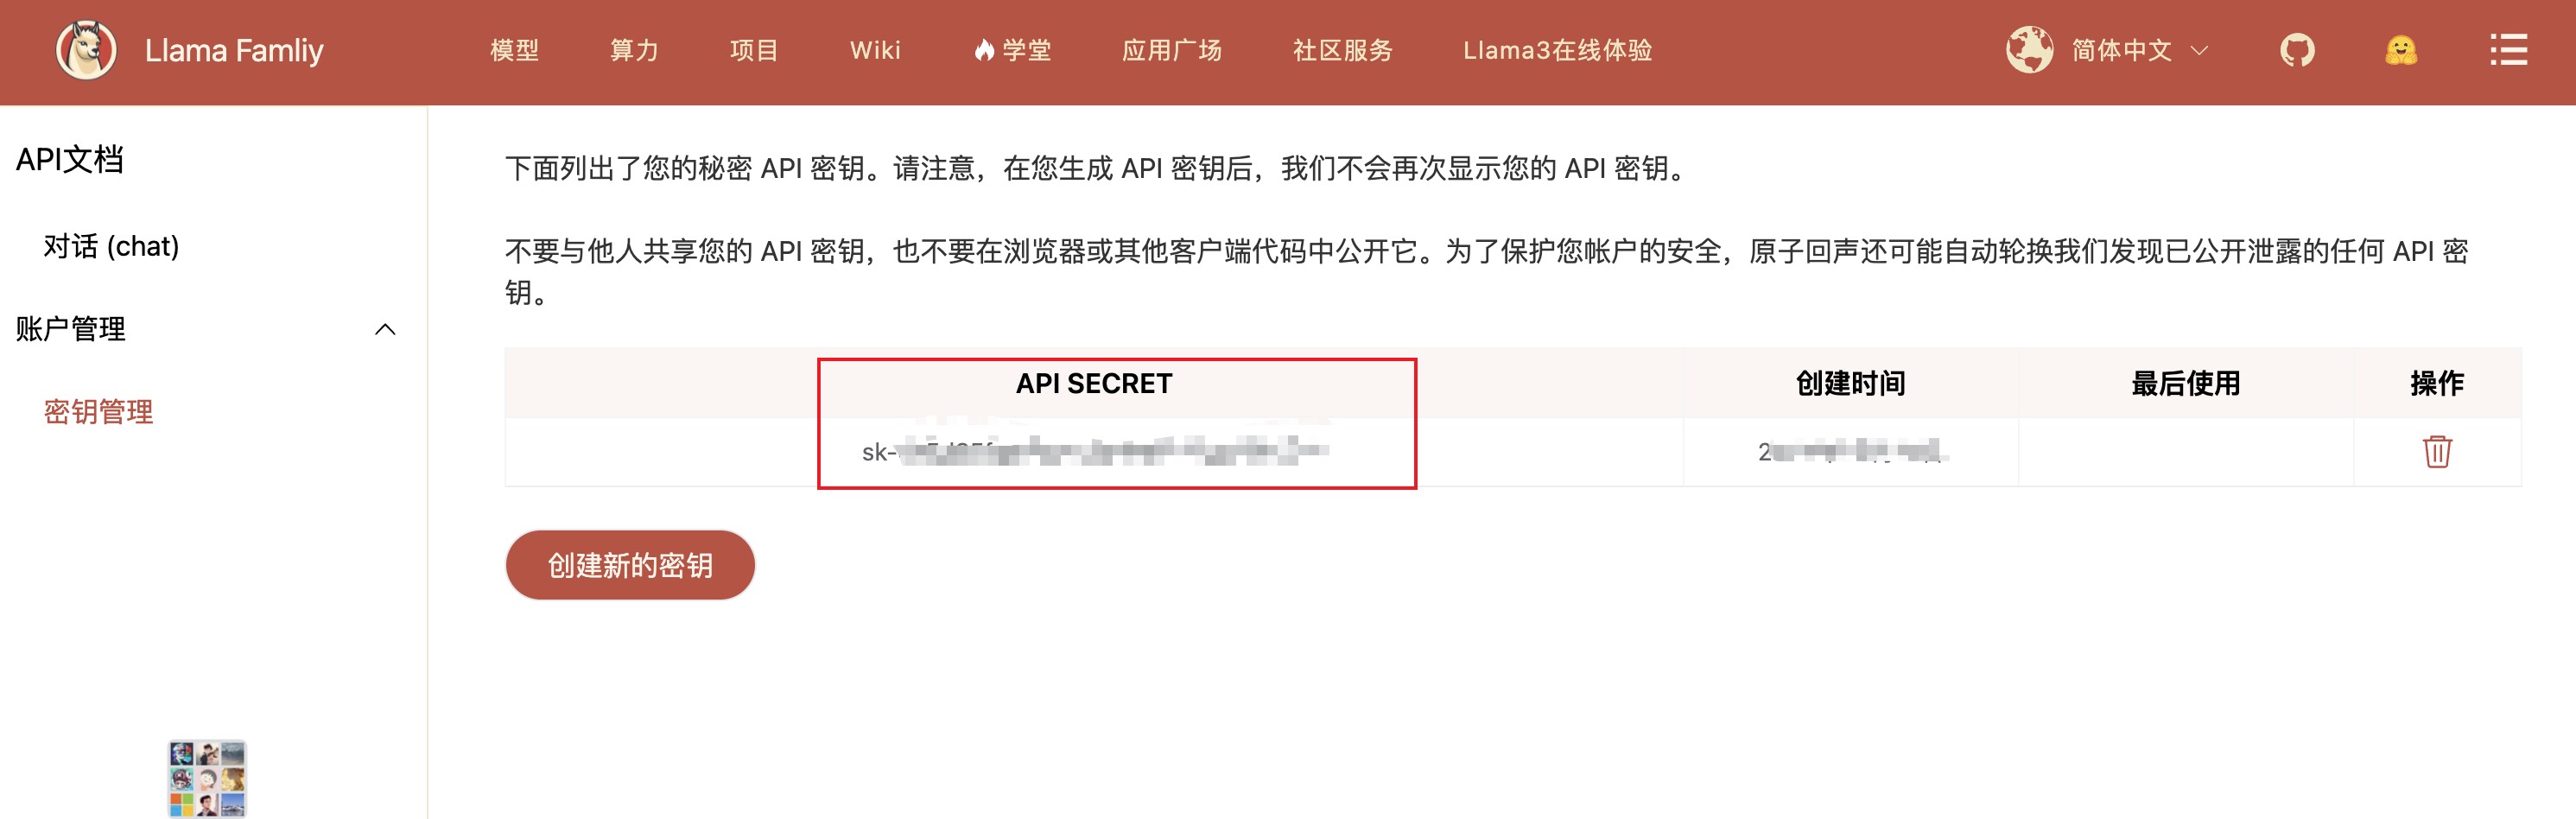 Llama Famliy
模型
算力
项目
Wiki
学堂
应用广场
社区服务
Llama3在线体验
简体中文
API文档
对话 (chat)
账户管理
密钥管理
下面列出了您的秘密 API 密钥。请注意，在您生成 API 密钥后，我们不会再次显示您的 API 密钥。
不要与他人共享您的 API 密钥，也不要在浏览器或其他客户端代码中公开它。为了保护您帐户的安全，原子回声还可能自动轮换我们发现已公开泄露的任何 API 密
钥。
API SECRET
创建时间
最后使用
操作
sk-
创建新的密钥